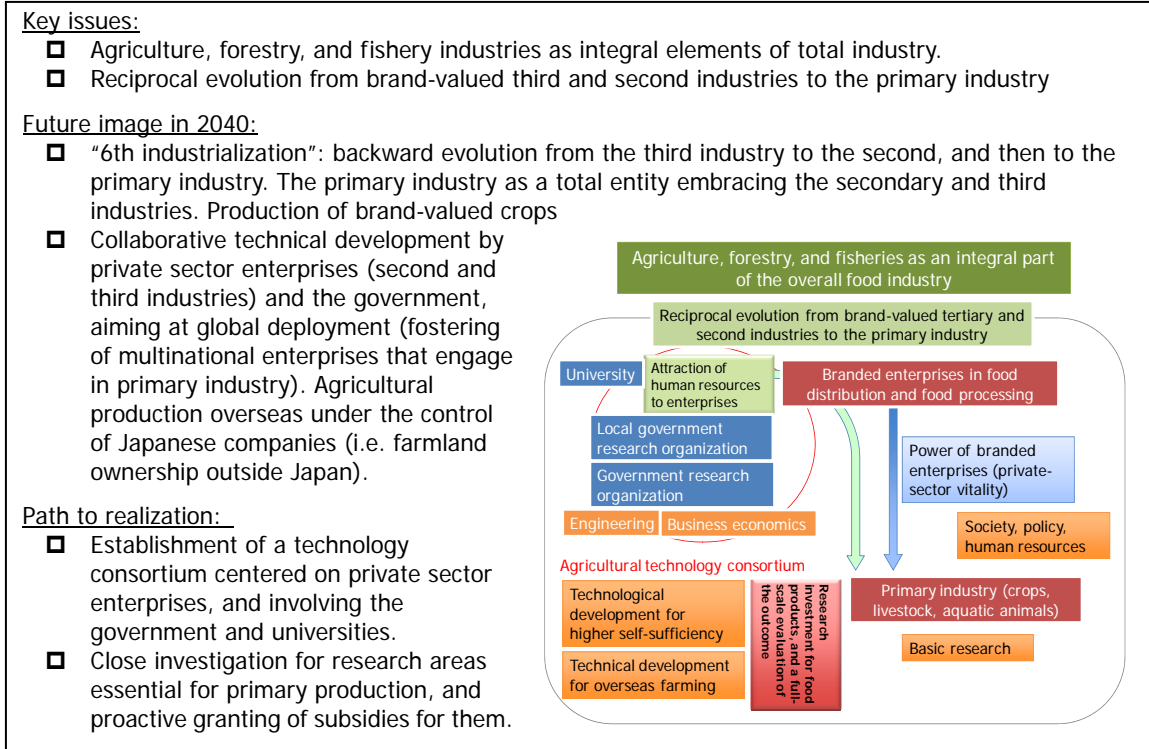 Key issues:
Agriculture, forestry, and fishery industries as integral elements of total industry.
Reciprocal evolution from brand-valued third and second industries to the primary industry
Future image in 2040:
"6th industrialization": backward evolution from the third industry to the second, and then to the
primary industry. The primary industry as a total entity embracing the secondary and third
industries. Production of brand-valued crops
Collaborative technical development by
private sector enterprises (second and
third industries) and the government,
aiming at global deployment (fostering
of multinational enterprises that engage
in primary industry). Agricultural
production overseas under the control
of Japanese companies (i.e. farmland
ownership outside Japan).
Path to realization:
Establishment of a technology
consortium centered on private sector
enterprises, and involving the
government and universities.
Close investigation for research areas
essential for primary production, and
proactive granting of subsidies for them.
Agriculture, forestry, and fisheries as an integral part
of the overall food industry
Reciprocal evolution from brand-valued tertiary and
second industries to the primary industry
University
Attraction of
human resources
to enterprises
Branded enterprises in food
distribution and food processing
Local government
research organization
Government research
organization
Power of branded
enterprises (private-
sector vitality)
Engineering
Business economics
Society, policy,
human resources
Agricultural technology consortium
Technological
development for
higher self-sufficiency
Technical development
for overseas farming
Research
investment for food
products, and a full-
scale evaluation of
the outcome
Primary industry (crops,
livestock, aquatic animals)
Basic research